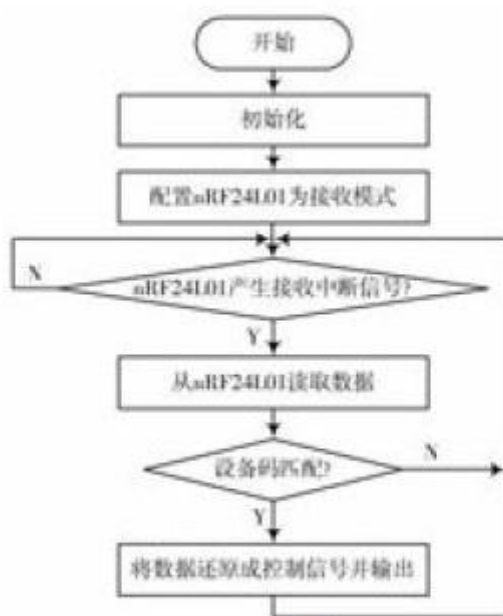 开始
初始化
配置nRF24L01为接收模式
N
nRF24L01产生接收中断信号?
Y
从nRF24L01读取数据
设备码匹配?
N
Y
将数据还原成控制信号并输出